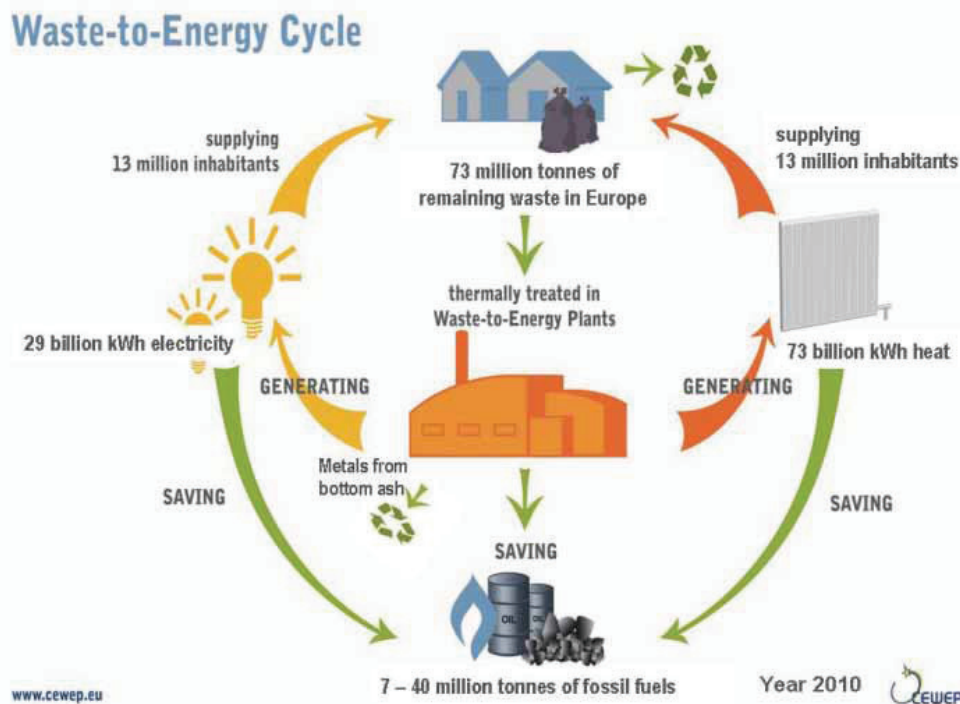 Waste-to-Energy Cycle
supplying
13 million inhabitants
supplying
13 million inhabitants
73 million tonnes of
remaining waste in Europe
thermally treated in
Waste-to-Energy Plants
29 billion kWh electricity
73 billion kWh heat
GENERATING
GENERATING
Metals from
bottom ash
SAVING
SAVING
SAVING
OIL
OIL
7 – 40 million tonnes of fossil fuels
Year 2010
www.cewep.eu
CEWEP